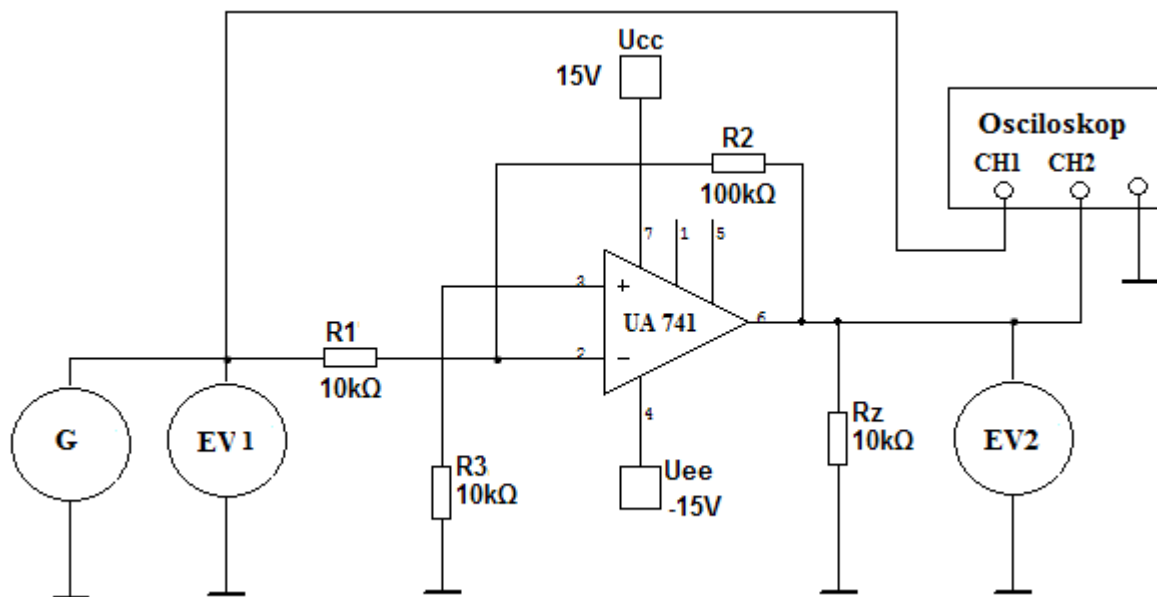 Ucc
15V
Osciloskop
CH1
CH2
R2
100kΩ
7
1
5
3
+
UA 741
6
R1
10kΩ
2
−
4
G
EV1
R3
10kΩ
Uee
-15V
Rz
10kΩ
EV2